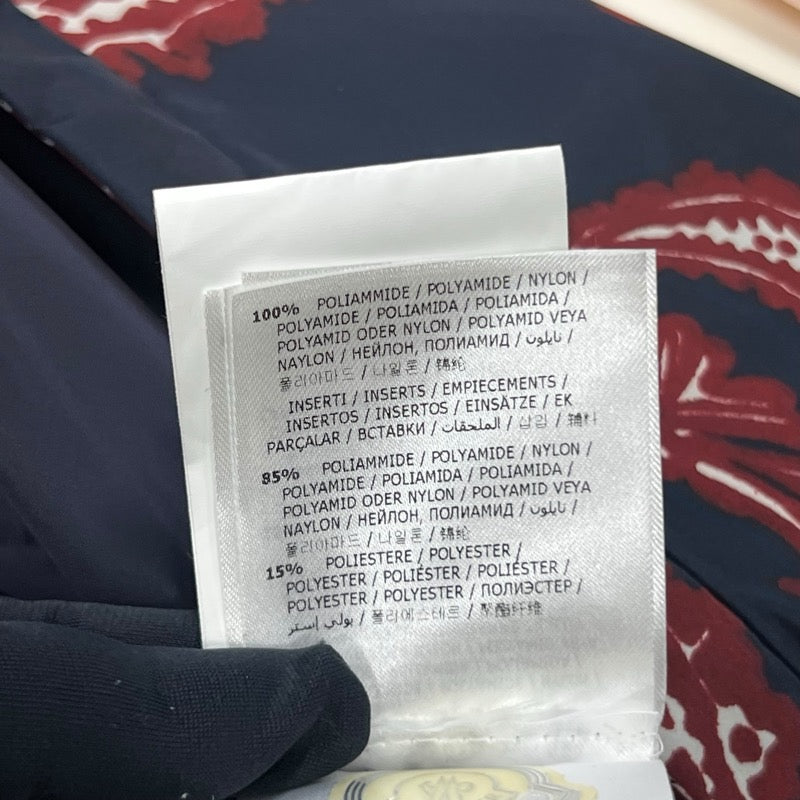 100% POLIAMMIDE / POLYAMIDE / NYLON /
POLYAMIDE / POLIAMIDA / POLIAMIDA /
POLYAMID ODER NYLON / POLYAMID VEYA
NAYLON / НЕЙЛОН, ПОЛИАМИД / نايلون /
폴리아마드 / 나일론 / 锦纶
INSERTI / INSERTS / EMPIECEMENTS /
INSERTOS / INSERTOS / EINSÄTZE / EK
PARÇALAR / ВСТАВКИ / الملحقات / 삽입 / 辅料
85% POLIAMMIDE / POLYAMIDE / NYLON /
POLYAMIDE / POLIAMIDA / POLIAMIDA /
POLYAMID ODER NYLON / POLYAMID VEYA
NAYLON / НЕЙЛОН, ПОЛИАМИД / نايلون /
폴리아마드 / 나일론 / 锦纶
15% POLIESTERE / POLYESTER /
POLYESTER / POLIÉSTER / POLIÉSTER /
POLYESTER / POLYESTER / ПОЛИЭСТЕР /
بولي إستر / 폴리에스테르 / 聚酯纤维